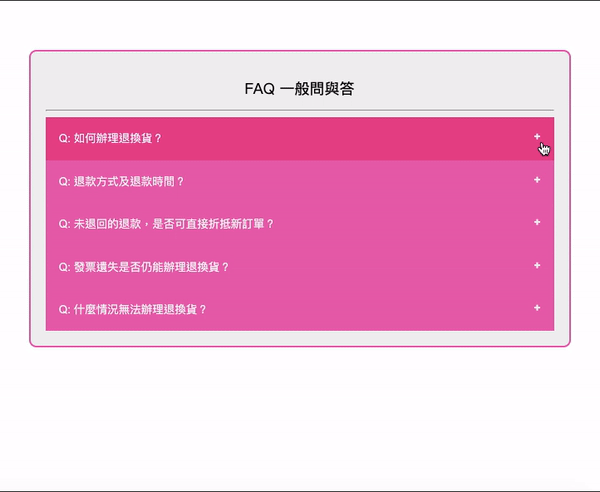 FAQ 一般問與答
Q: 如何辦理退換貨？ +
Q: 退款方式及退款時間？ +
Q: 未退回的退款，是否可直接折抵新訂單？ +
Q: 發票遺失是否仍能辦理退換貨？ +
Q: 什麼情況無法辦理退換貨？ +